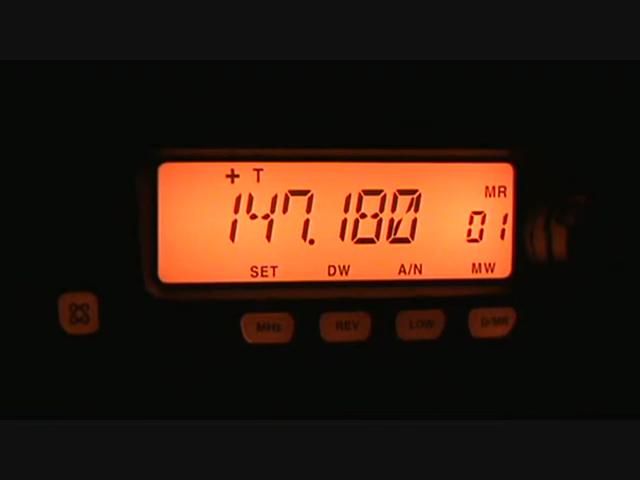 + T
147.180 MR 01
SET DW A/N MW
MHz REV LOW D/MR